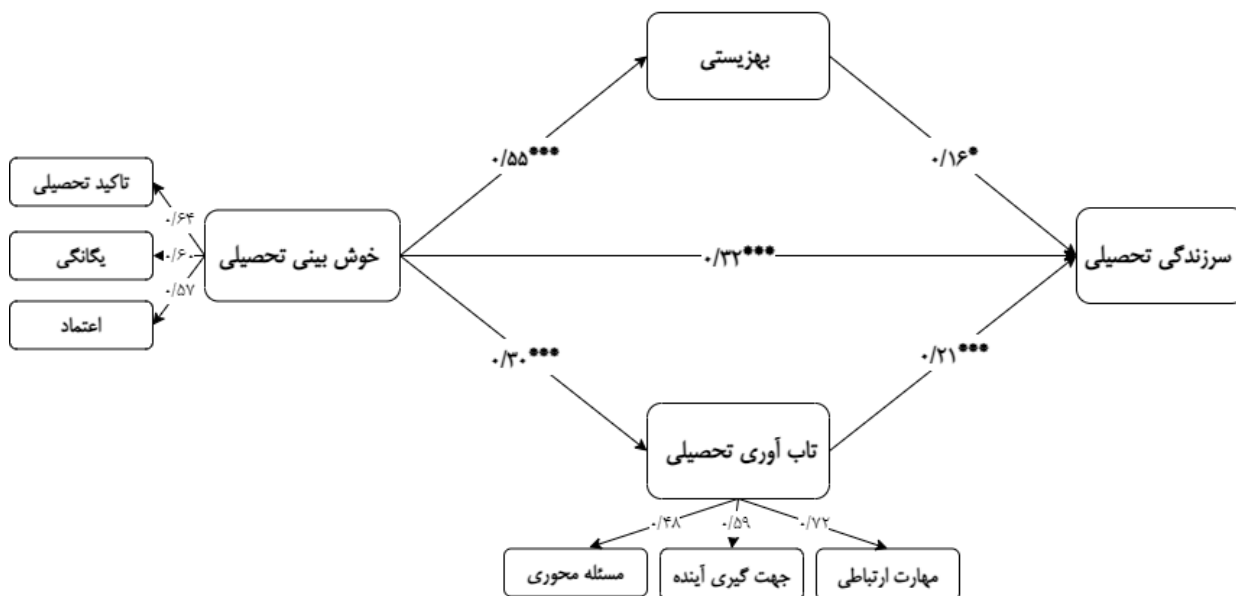 بهزیستی
۰/۵۵***
۰/۱۶*
تاکید تحصیلی
۰/۶۴
خوش بینی تحصیلی
سرزندگی تحصیلی
یگانگی
۰/۶۰
۰/۳۲***
اعتماد
۰/۵۷
۰/۳۰***
۰/۲۱***
تاب آوری تحصیلی
۰/۷۲
۰/۵۹
۰/۴۸
مهارت ارتباطی
جهت گیری آینده
مسئله محوری